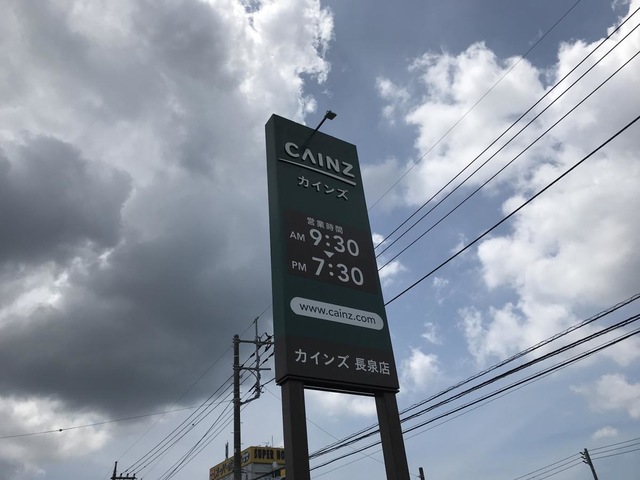 CAINZ
カインズ
営業時間
AM 9:30
PM 7:30
www.cainz.com
カインズ 長泉店
SUPER